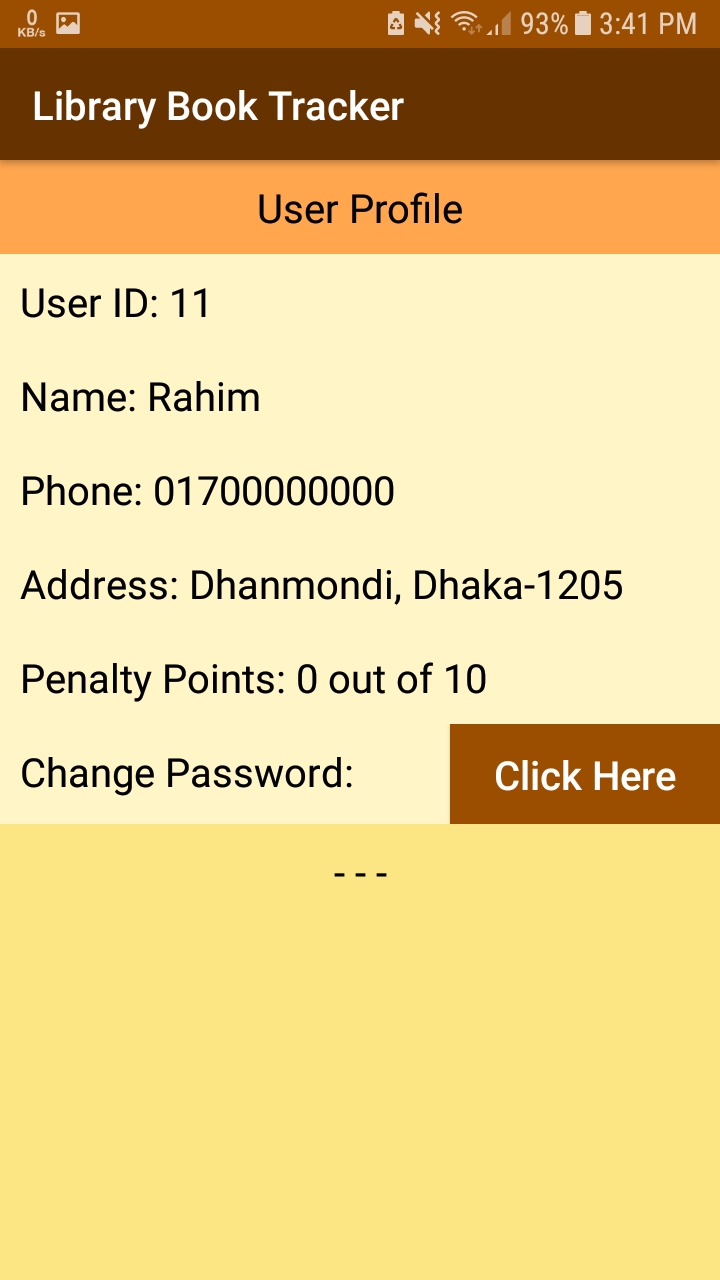 0
KB/s
93% 3:41 PM
Library Book Tracker
User Profile
User ID: 11
Name: Rahim
Phone: 01700000000
Address: Dhanmondi, Dhaka-1205
Penalty Points: 0 out of 10
Change Password: Click Here
- - -